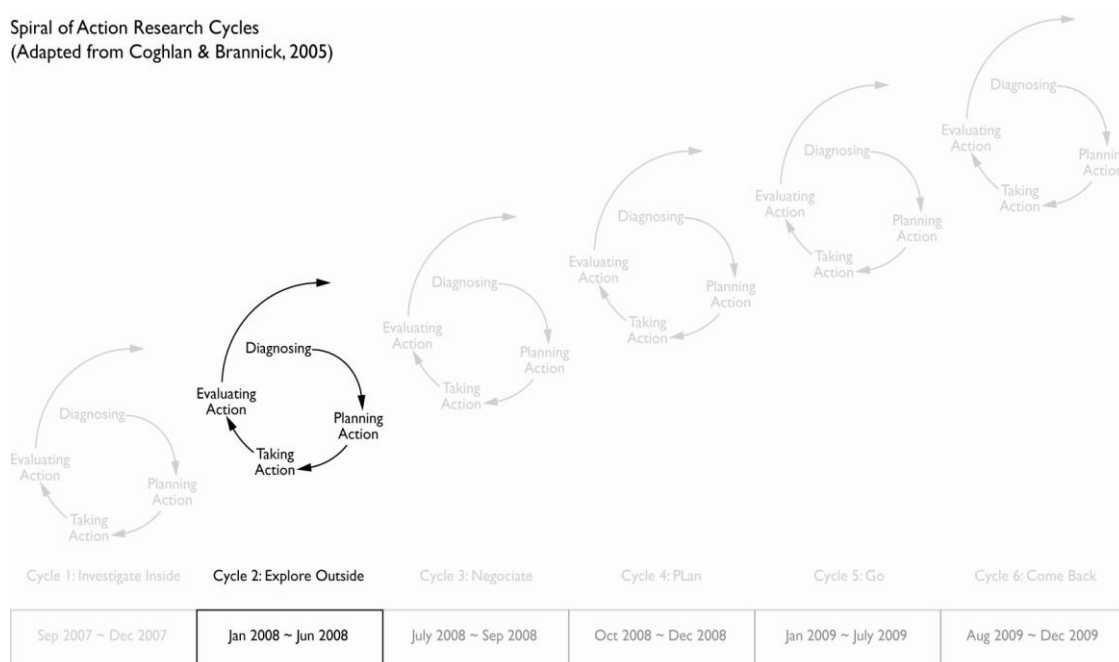 Spiral of Action Research Cycles
(Adapted from Coghlan & Brannick, 2005)
Diagnosing
Evaluating
Action
Planning
Action
Taking
Action
Diagnosing
Evaluating
Action
Planning
Action
Taking
Action
Diagnosing
Evaluating
Action
Planning
Action
Taking
Action
Diagnosing
Evaluating
Action
Planning
Action
Taking
Action
Diagnosing
Evaluating
Action
Planning
Action
Taking
Action
Diagnosing
Evaluating
Action
Planning
Action
Taking
Action
Cycle 1: Investigate Inside
Cycle 2: Explore Outside
Cycle 3: Negociate
Cycle 4: PLan
Cycle 5: Go
Cycle 6: Come Back
Sep 2007 ~ Dec 2007
Jan 2008 ~ Jun 2008
July 2008 ~ Sep 2008
Oct 2008 ~ Dec 2008
Jan 2009 ~ July 2009
Aug 2009 ~ Dec 2009